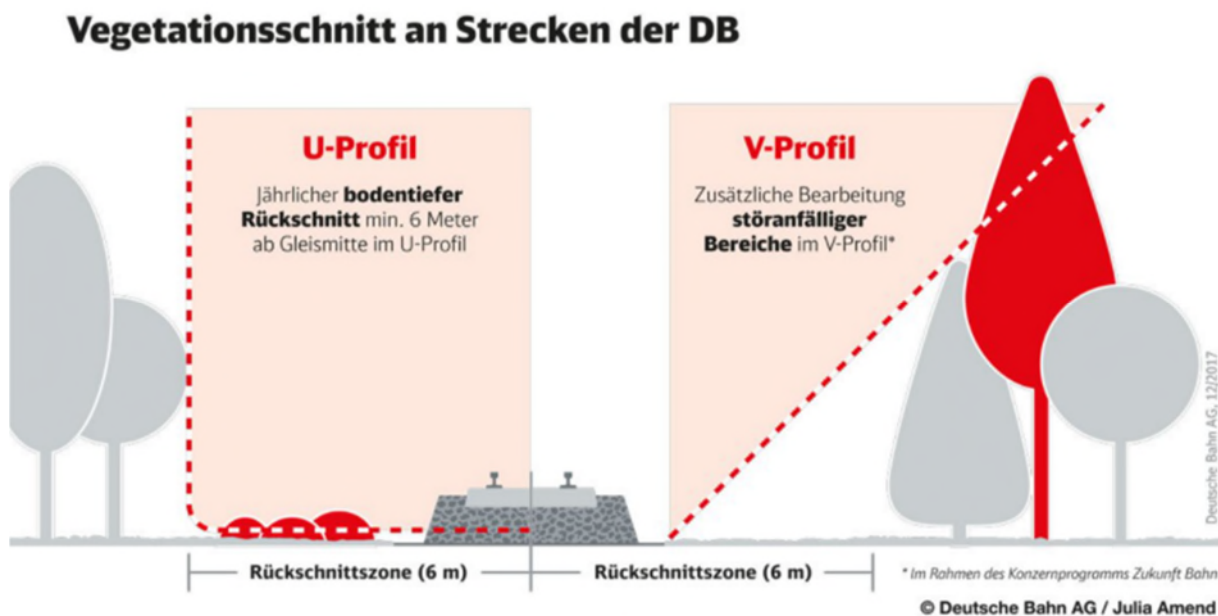 Vegetationsschnitt an Strecken der DB
U-Profil
Jährlicher bodentiefer
Rückschnitt min. 6 Meter
ab Gleismitte im U-Profil
V-Profil
Zusätzliche Bearbeitung
störanfälliger
Bereiche im V-Profil*
Deutsche Bahn AG, 12/2017
Rückschnittszone (6 m)
Rückschnittszone (6 m)
* Im Rahmen des Konzernprogramms Zukunft Bahn
© Deutsche Bahn AG / Julia Amend